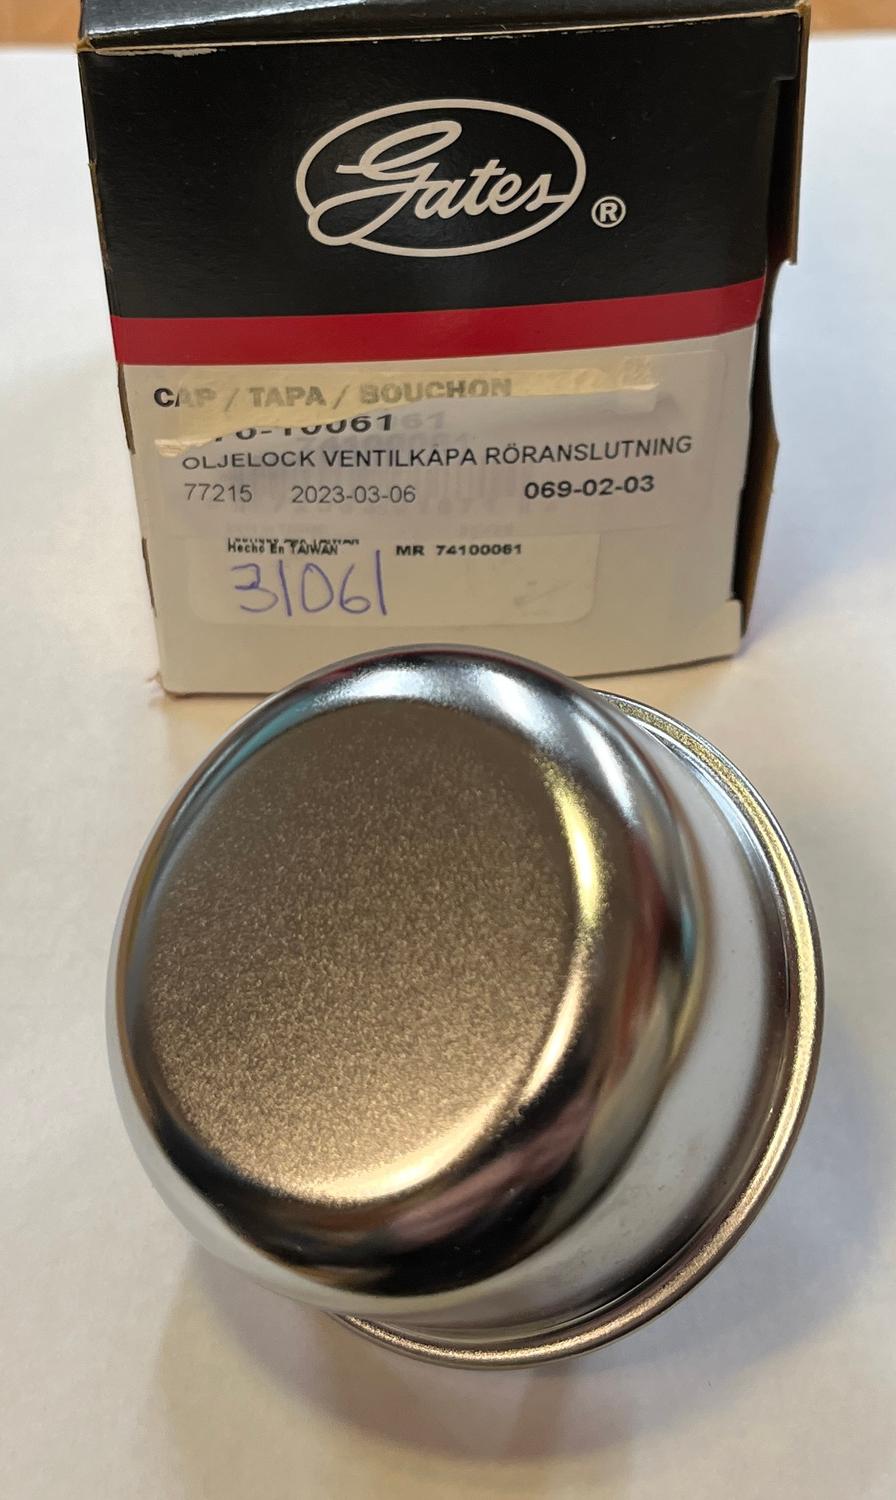 Gates ®
CAP / TAPA / BOUCHON
OLJELOCK VENTILKÅPA RÖRANSLUTNING
77215 2023-03-06 069-02-03
Hecho En TAIWAN MR 74100061
31061